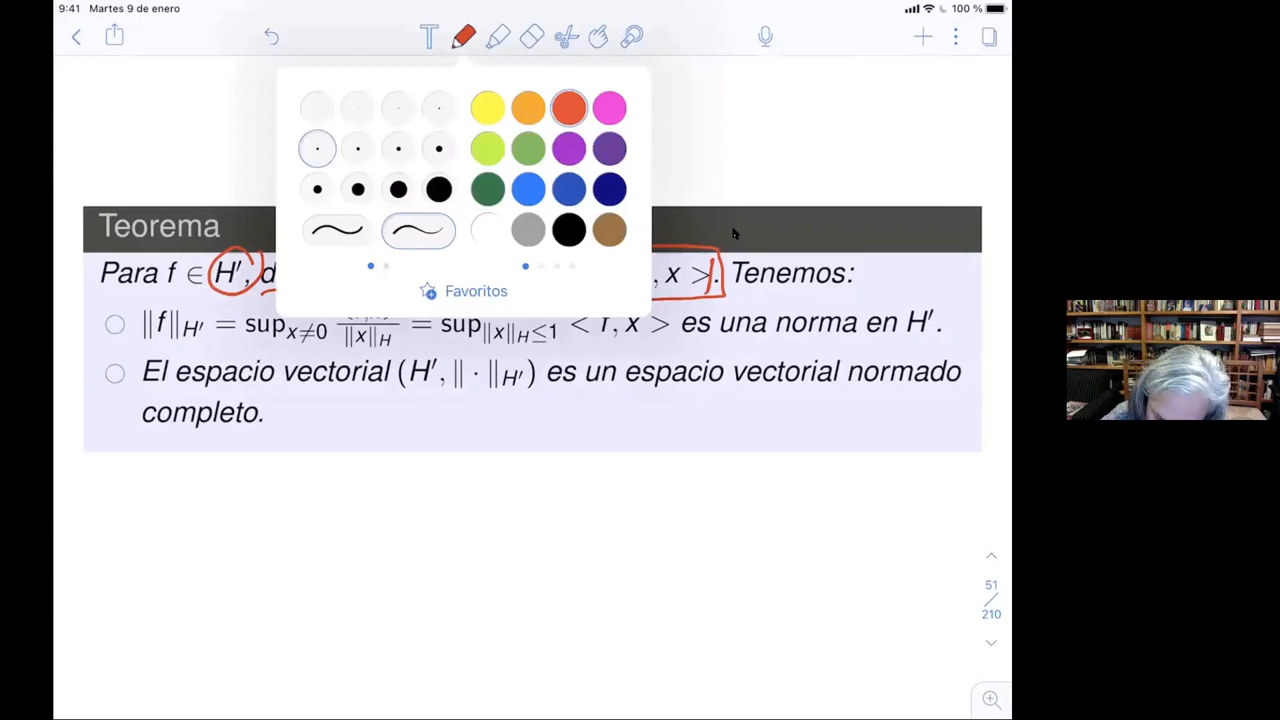 9:41 Martes 9 de enero
100 %
Teorema
Para f ∈ H′, , x >|. Tenemos:
‖f‖H′ = supx≠0 ‖x‖H = sup‖x‖H≤1 < f, x > es una norma en H′.
El espacio vectorial (H′, ‖ · ‖H′) es un espacio vectorial normado
completo.
Favoritos
51
210